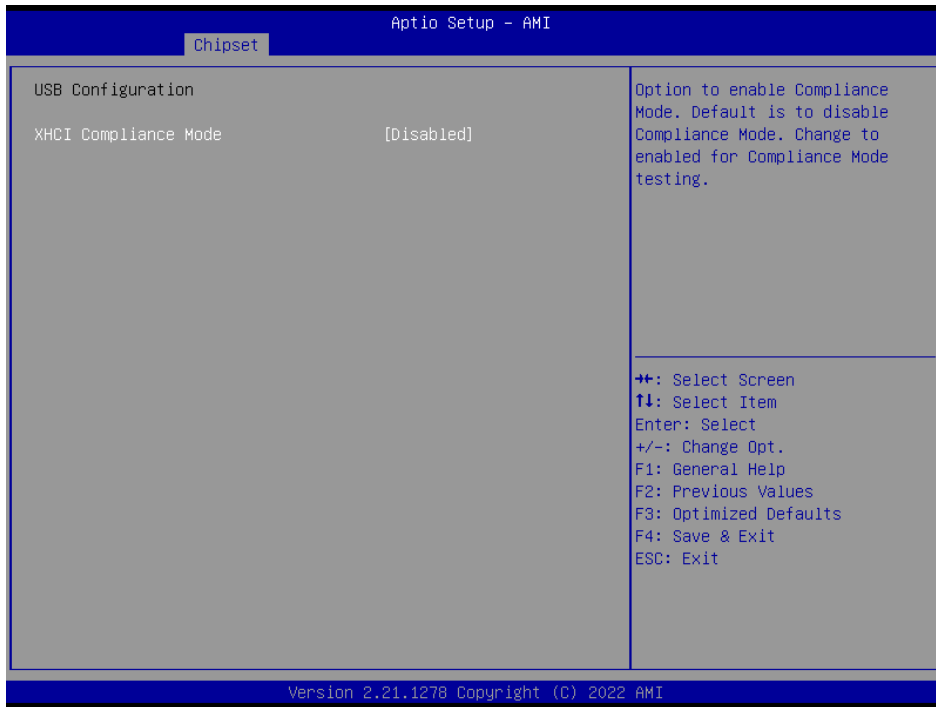 Aptio Setup – AMI
Chipset
USB Configuration
XHCI Compliance Mode [Disabled]
Option to enable Compliance
Mode. Default is to disable
Compliance Mode. Change to
enabled for Compliance Mode
testing.
→←: Select Screen
↑↓: Select Item
Enter: Select
+/-: Change Opt.
F1: General Help
F2: Previous Values
F3: Optimized Defaults
F4: Save & Exit
ESC: Exit
Version 2.21.1278 Copyright (C) 2022 AMI